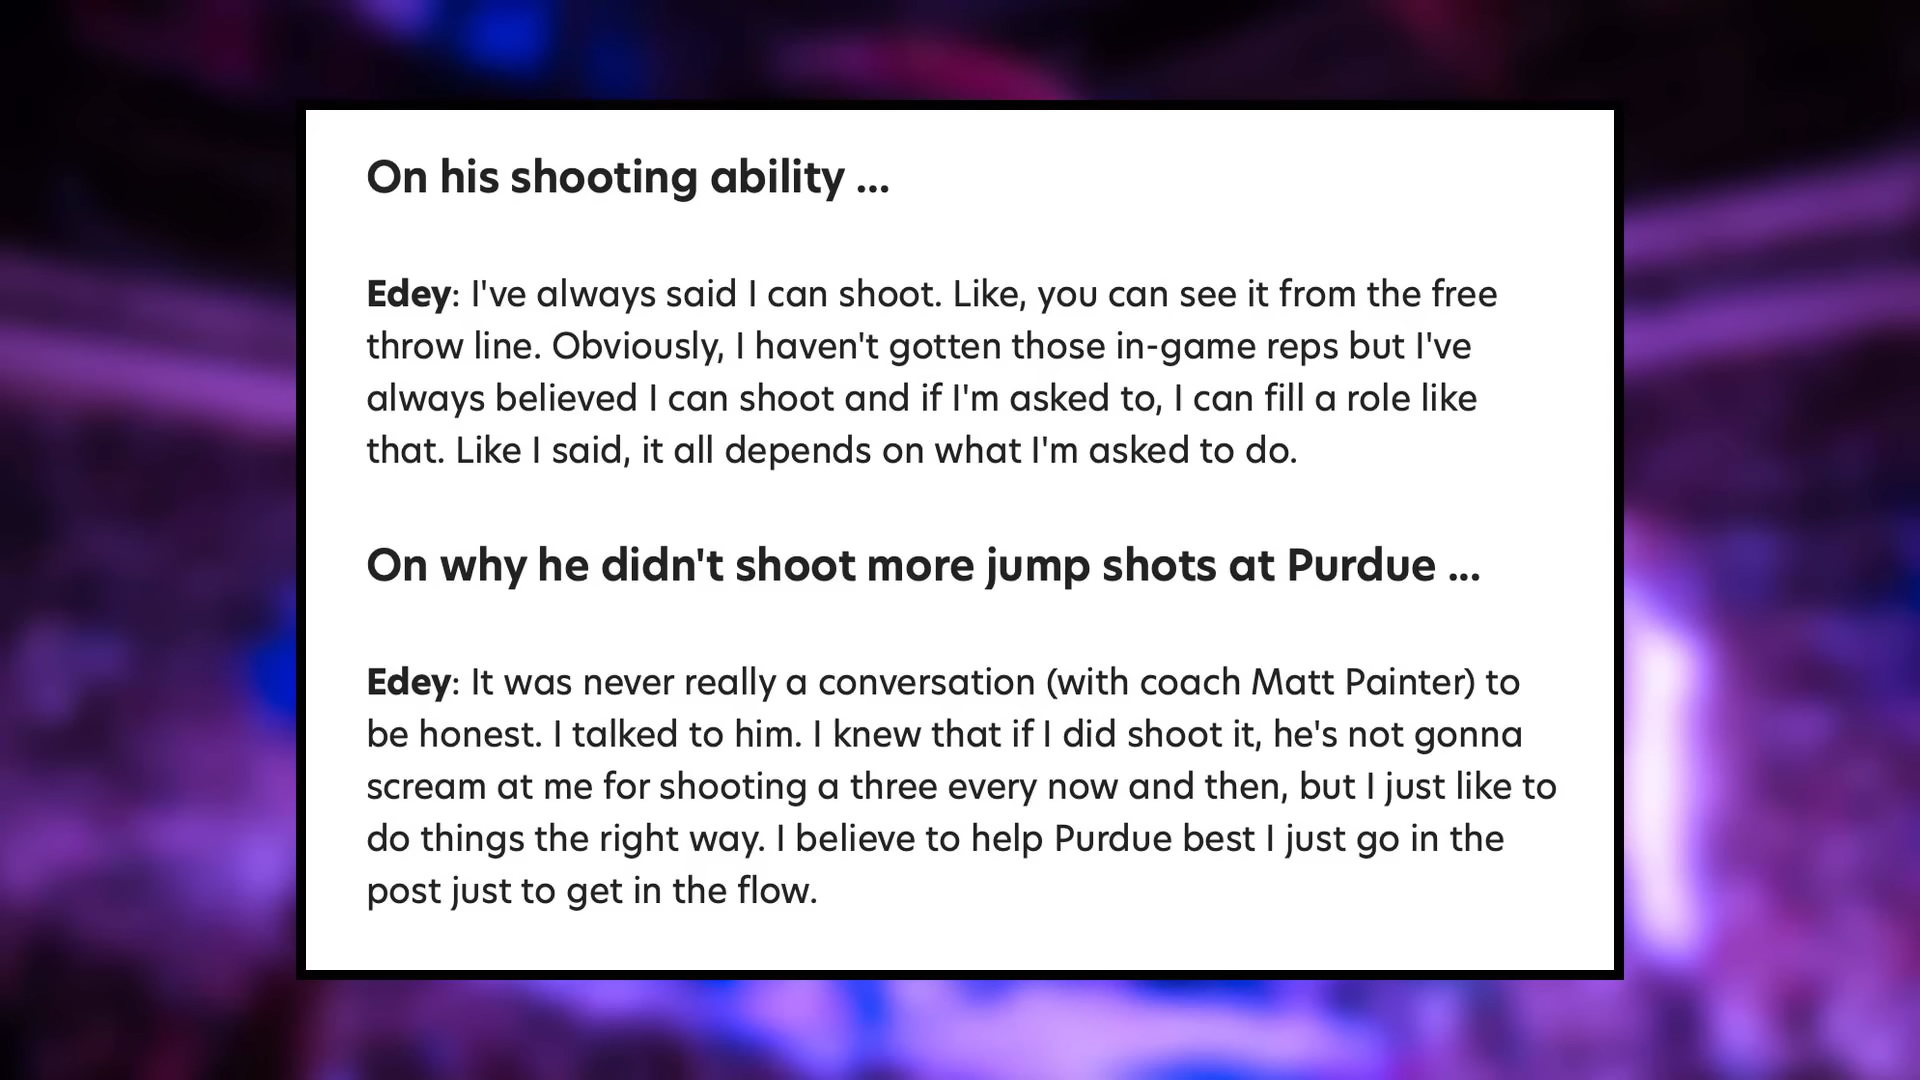 On his shooting ability ...
Edey: I've always said I can shoot. Like, you can see it from the free
throw line. Obviously, I haven't gotten those in-game reps but I've
always believed I can shoot and if I'm asked to, I can fill a role like
that. Like I said, it all depends on what I'm asked to do.
On why he didn't shoot more jump shots at Purdue ...
Edey: It was never really a conversation (with coach Matt Painter) to
be honest. I talked to him. I knew that if I did shoot it, he's not gonna
scream at me for shooting a three every now and then, but I just like to
do things the right way. I believe to help Purdue best I just go in the
post just to get in the flow.